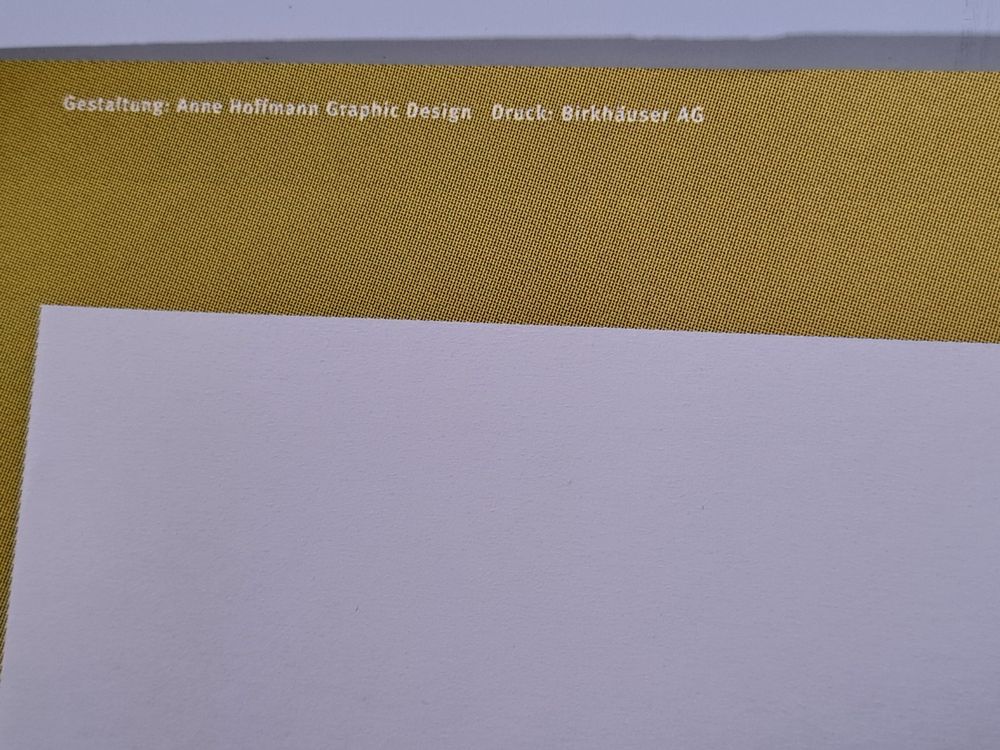 Gestaltung: Anne Hoffmann Graphic Design Druck: Birkhäuser AG